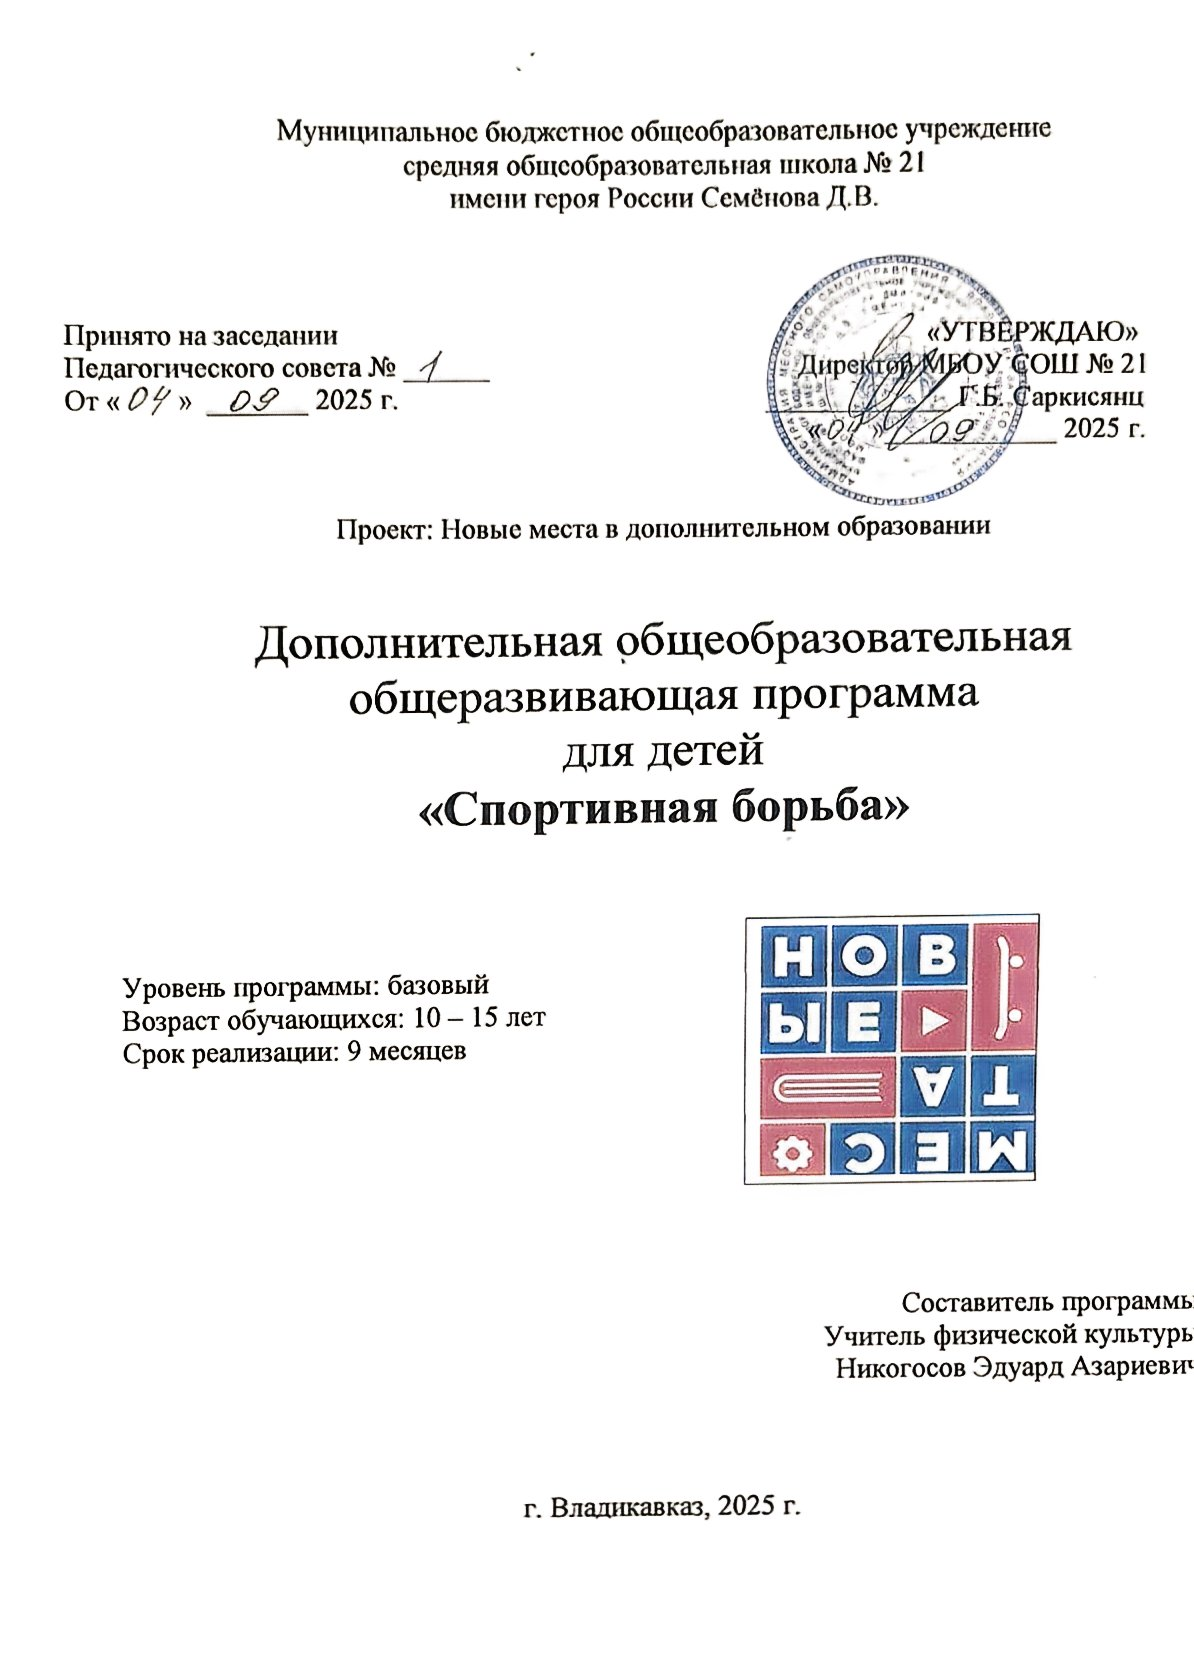 Муниципальное бюджетное общеобразовательное учреждение
средняя общеобразовательная школа № 21
имени героя России Семёнова Д.В.
Принято на заседании
Педагогического совета № 1
От « 04 » 09 2025 г.
«УТВЕРЖДАЮ»
Директор МБОУ СОШ № 21
Г.Б. Саркисянц
« 04 » 09 2025 г.
Проект: Новые места в дополнительном образовании
Дополнительная общеобразовательная
общеразвивающая программа
для детей
«Спортивная борьба»
Уровень программы: базовый
Возраст обучающихся: 10 – 15 лет
Срок реализации: 9 месяцев
НОВ
ЫЕ
ТА
МЕС
Составитель программы
Учитель физической культуры
Никогосов Эдуард Азариевич
г. Владикавказ, 2025 г.